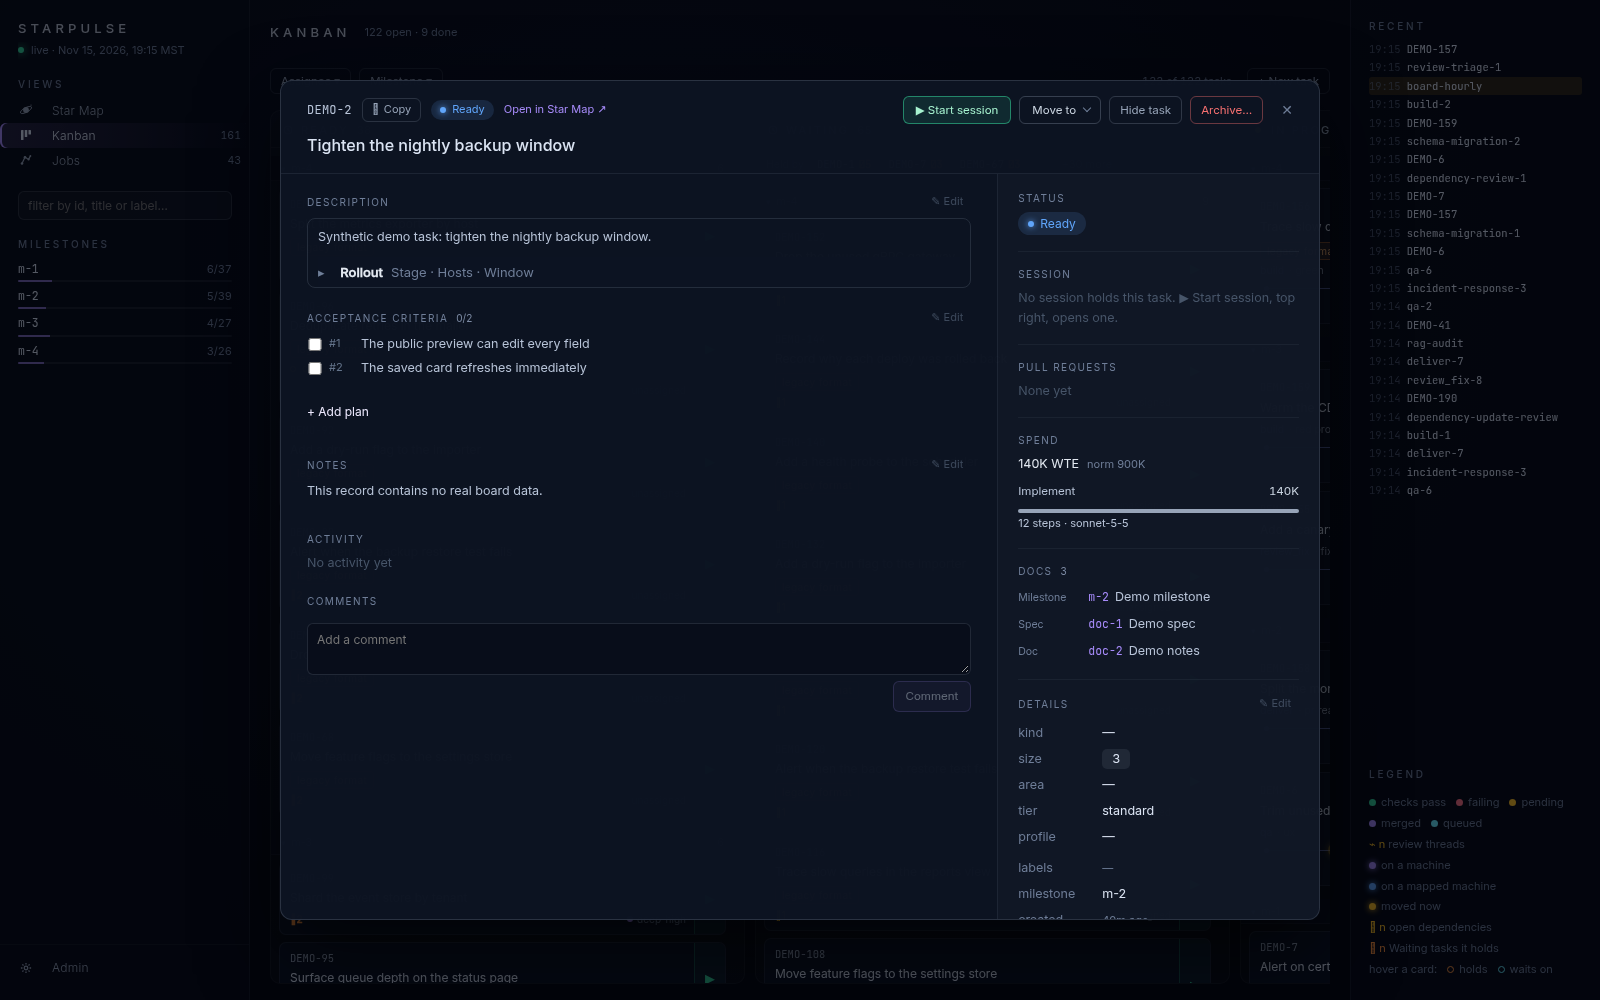 STARPULSE
live · Nov 15, 2026, 19:15 MST
VIEWS
Star Map
Kanban 161
Jobs 43
filter by id, title or label...
MILESTONES
m-1 6/37
m-2 5/39
m-3 4/27
m-4 3/26
Admin
KANBAN 122 open · 9 done
DEMO-2 Copy Ready Open in Star Map ↗
▶ Start session Move to Hide task Archive... ✕
Tighten the nightly backup window
DESCRIPTION ✎ Edit
Synthetic demo task: tighten the nightly backup window.
▸ Rollout Stage · Hosts · Window
ACCEPTANCE CRITERIA 0/2 ✎ Edit
#1 The public preview can edit every field
#2 The saved card refreshes immediately
+ Add plan
NOTES ✎ Edit
This record contains no real board data.
ACTIVITY
No activity yet
COMMENTS
Add a comment
Comment
STATUS
Ready
SESSION
No session holds this task. ▶ Start session, top
right, opens one.
PULL REQUESTS
None yet
SPEND
140K WTE norm 900K
Implement 140K
12 steps · sonnet-5-5
DOCS 3
Milestone m-2 Demo milestone
Spec doc-1 Demo spec
Doc doc-2 Demo notes
DETAILS ✎ Edit
kind —
size 3
area —
tier standard
profile —
labels —
milestone m-2
DEMO-95
Surface queue depth on the status page
DEMO-108
Move feature flags to the settings store
DEMO-7
Alert on cert
RECENT
19:15 DEMO-157
19:15 review-triage-1
19:15 board-hourly
19:15 build-2
19:15 DEMO-159
19:15 schema-migration-2
19:15 DEMO-6
19:15 dependency-review-1
19:15 DEMO-7
19:15 DEMO-157
19:15 schema-migration-1
19:15 DEMO-6
19:15 qa-6
19:15 incident-response-3
19:14 qa-2
19:14 DEMO-41
19:14 rag-audit
19:14 deliver-7
19:14 review_fix-8
19:14 DEMO-190
19:14 dependency-update-review
19:14 build-1
19:14 deliver-7
19:14 incident-response-3
19:14 qa-6
LEGEND
checks pass failing pending
merged queued
n review threads
on a machine
on a mapped machine
moved now
n open dependencies
n Waiting tasks it holds
hover a card: holds waits on